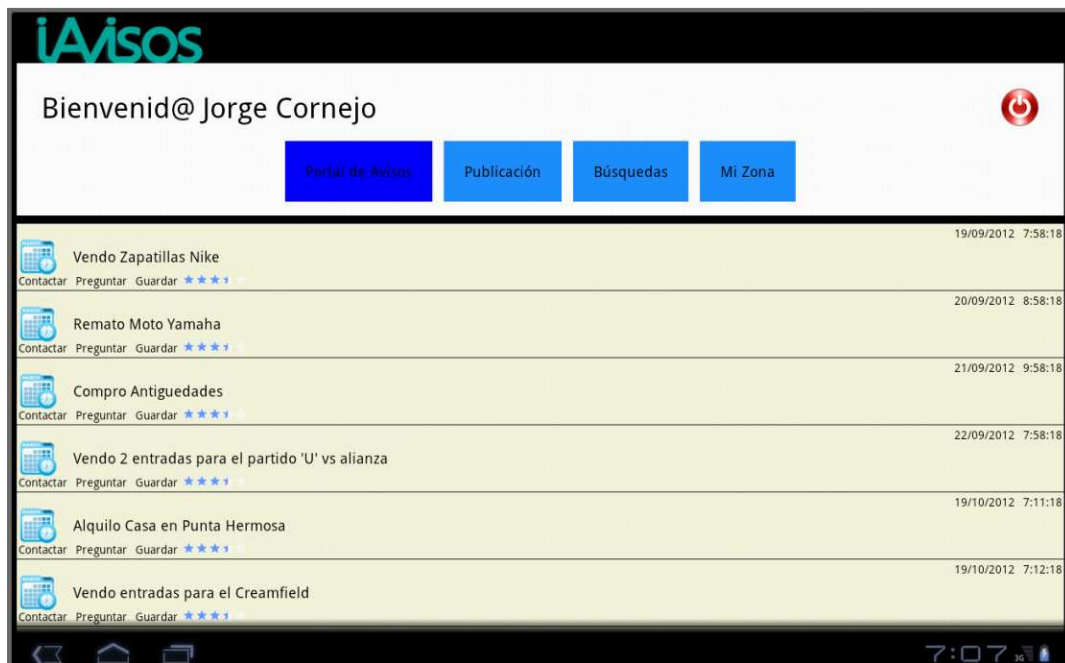 iAvisos
Bienvenid@ Jorge Cornejo
Portal de Avisos
Publicación
Búsquedas
Mi Zona
19/09/2012 7:58:18
Vendo Zapatillas Nike
Contactar Preguntar Guardar
20/09/2012 8:58:18
Remato Moto Yamaha
Contactar Preguntar Guardar
21/09/2012 9:58:18
Compro Antiguedades
Contactar Preguntar Guardar
22/09/2012 7:58:18
Vendo 2 entradas para el partido 'U' vs alianza
Contactar Preguntar Guardar
19/10/2012 7:11:18
Alquilo Casa en Punta Hermosa
Contactar Preguntar Guardar
19/10/2012 7:12:18
Vendo entradas para el Creamfield
Contactar Preguntar Guardar
7:07 3G